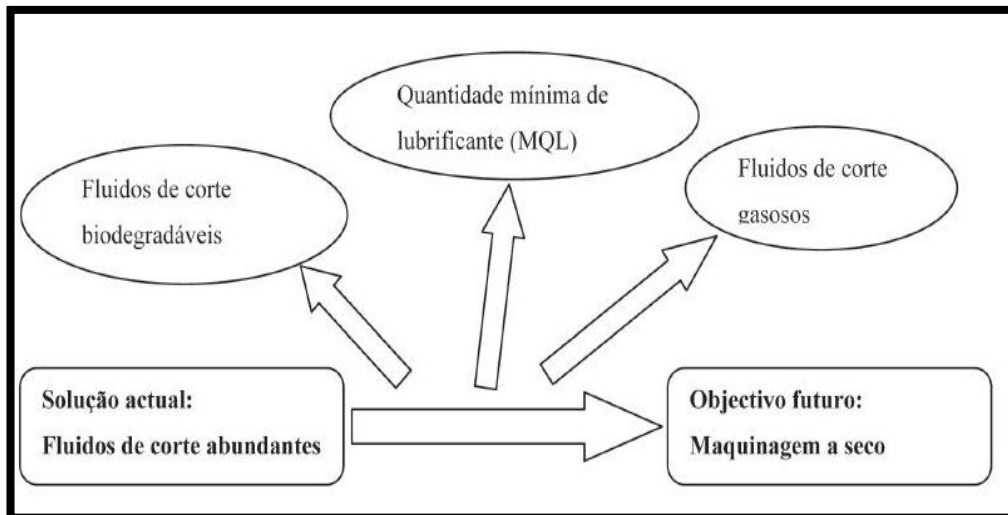 Quantidade mínima de
lubrificante (MQL)
Fluidos de corte
biodegradáveis
Fluidos de corte
gasosos
Solução actual:
Fluidos de corte abundantes
Objectivo futuro:
Maquinagem a seco